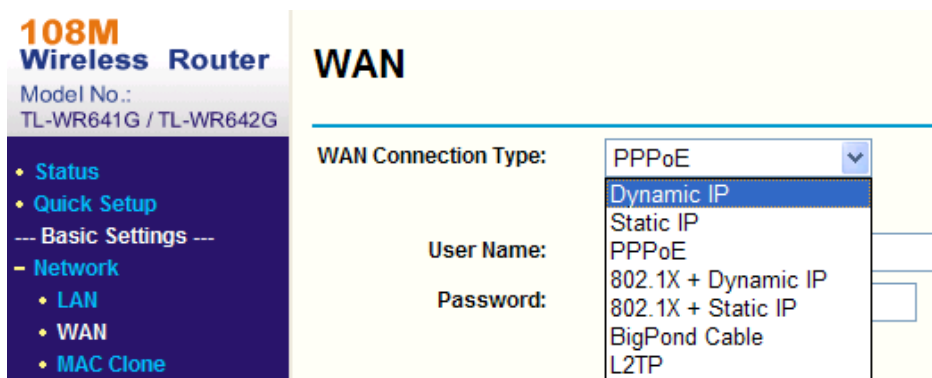 108M
Wireless Router
Model No.:
TL-WR641G / TL-WR642G
• Status
• Quick Setup
--- Basic Settings ---
– Network
• LAN
• WAN
• MAC Clone
WAN
WAN Connection Type:
PPPoE
Dynamic IP
Static IP
PPPoE
802.1X + Dynamic IP
802.1X + Static IP
BigPond Cable
L2TP
User Name:
Password: